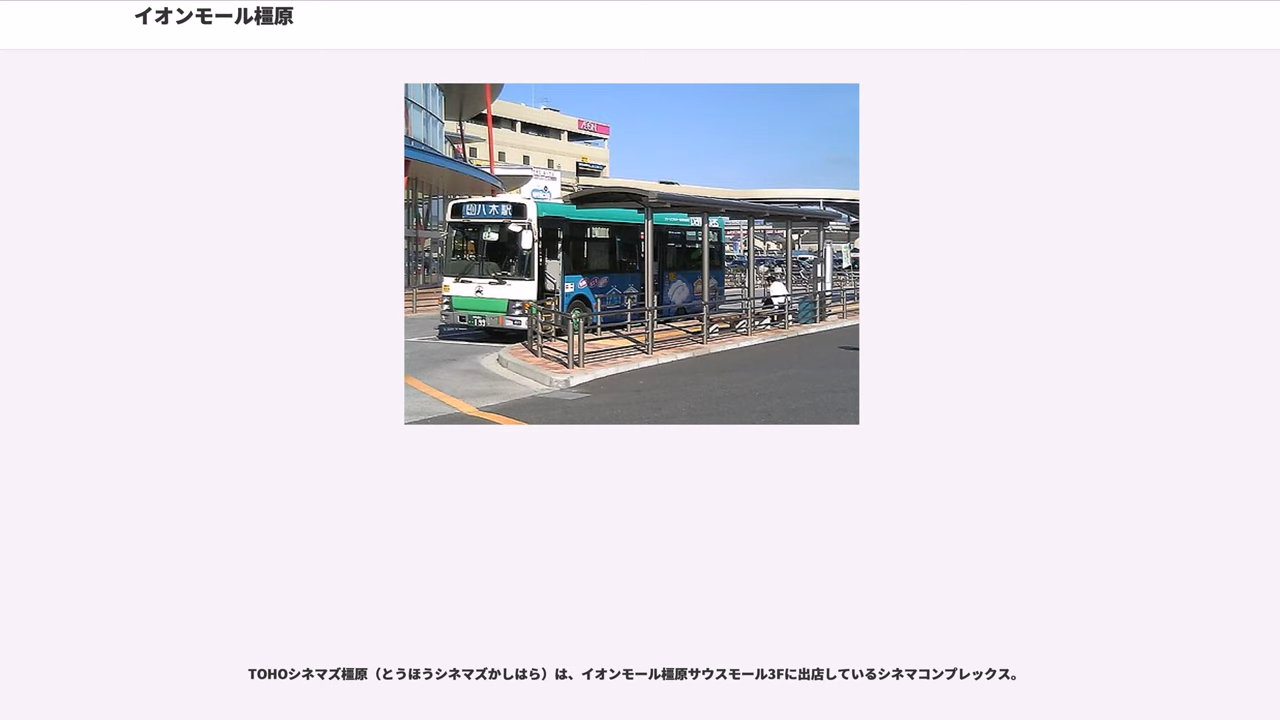 イオンモール橿原
AEON
八木駅
199
TOHOシネマズ橿原（とうほうシネマズかしはら）は、イオンモール橿原サウスモール3Fに出店しているシネマコンプレックス。